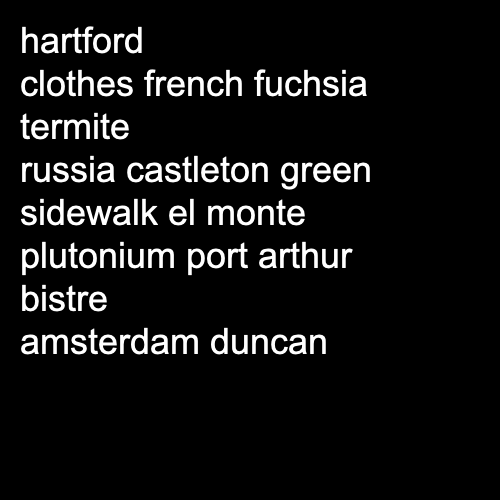 hartford
clothes french fuchsia
termite
russia castleton green
sidewalk el monte
plutonium port arthur
bistre
amsterdam duncan